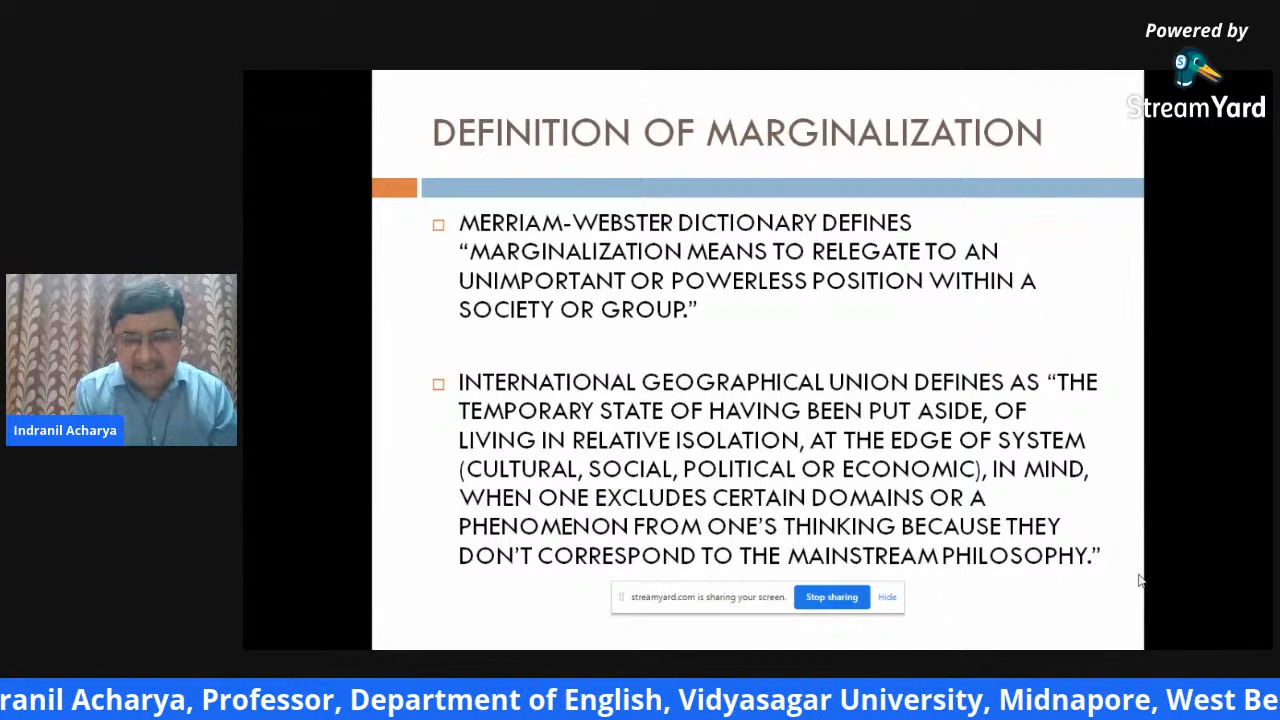 Powered by
StreamYard
DEFINITION OF MARGINALIZATION
MERRIAM-WEBSTER DICTIONARY DEFINES
“MARGINALIZATION MEANS TO RELEGATE TO AN
UNIMPORTANT OR POWERLESS POSITION WITHIN A
SOCIETY OR GROUP.”
INTERNATIONAL GEOGRAPHICAL UNION DEFINES AS “THE
TEMPORARY STATE OF HAVING BEEN PUT ASIDE, OF
LIVING IN RELATIVE ISOLATION, AT THE EDGE OF SYSTEM
(CULTURAL, SOCIAL, POLITICAL OR ECONOMIC), IN MIND,
WHEN ONE EXCLUDES CERTAIN DOMAINS OR A
PHENOMENON FROM ONE’S THINKING BECAUSE THEY
DON’T CORRESPOND TO THE MAINSTREAM PHILOSOPHY.”
streamyard.com is sharing your screen. Stop sharing Hide
Indranil Acharya
ranil Acharya, Professor, Department of English, Vidyasagar University, Midnapore, West Be